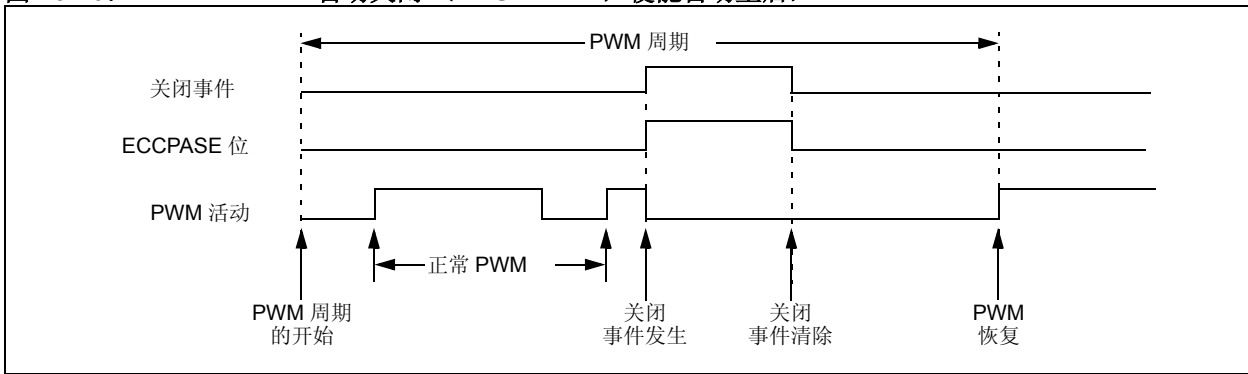 PWM 周期
关闭事件
ECCPASE 位
PWM 活动
正常 PWM
PWM 周期
的开始
关闭
事件发生
关闭
事件清除
PWM
恢复